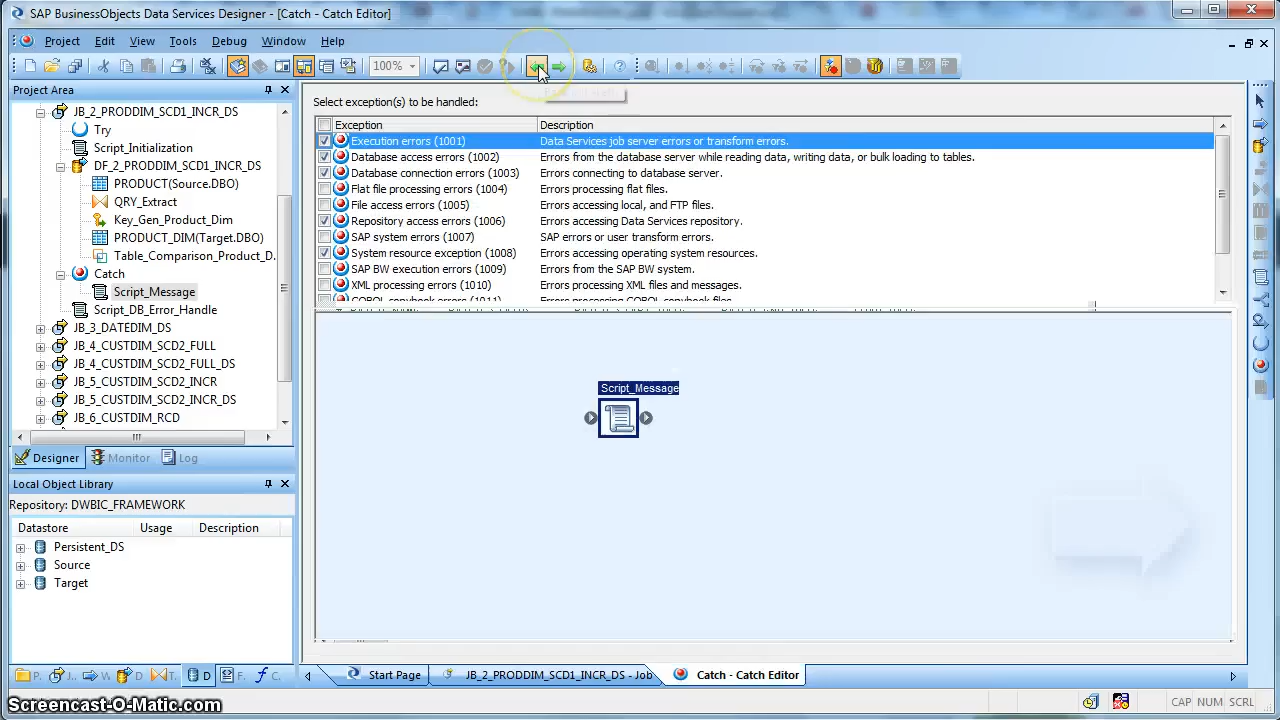 SAP BusinessObjects Data Services Designer - [Catch - Catch Editor]
Project Edit View Tools Debug Window Help
100%
Project Area
JB_2_PRODDIM_SCD1_INCR_DS
Try
Script_Initialization
DF_2_PRODDIM_SCD1_INCR_DS
PRODUCT(Source.DBO)
QRY_Extract
Key_Gen_Product_Dim
PRODUCT_DIM(Target.DBO)
Table_Comparison_Product_D.
Catch
Script_Message
Script_DB_Error_Handle
JB_3_DATEDIM_DS
JB_4_CUSTDIM_SCD2_FULL
JB_4_CUSTDIM_SCD2_FULL_DS
JB_5_CUSTDIM_SCD2_INCR
JB_5_CUSTDIM_SCD2_INCR_DS
JB_6_CUSTDIM_RCD
Designer Monitor Log
Local Object Library
Repository: DWBIC_FRAMEWORK
Datastore Usage Description
Persistent_DS
Source
Target
P. J.. W D T. D F. C.
Select exception(s) to be handled:
Exception Description
Execution errors (1001) Data Services job server errors or transform errors.
Database access errors (1002) Errors from the database server while reading data, writing data, or bulk loading to tables.
Database connection errors (1003) Errors connecting to database server.
Flat file processing errors (1004) Errors processing flat files.
File access errors (1005) Errors accessing local, and FTP files.
Repository access errors (1006) Errors accessing Data Services repository.
SAP system errors (1007) SAP errors or user transform errors.
System resource exception (1008) Errors accessing operating system resources.
SAP BW execution errors (1009) Errors from the SAP BW system.
XML processing errors (1010) Errors processing XML files and messages.
COBOL copybook errors (1011) Errors processing COBOL copybook files.
Script_Message
Start Page JB_2_PRODDIM_SCD1_INCR_DS - Job Catch - Catch Editor
CAP NUM SCRL
Screencast-O-Matic.com